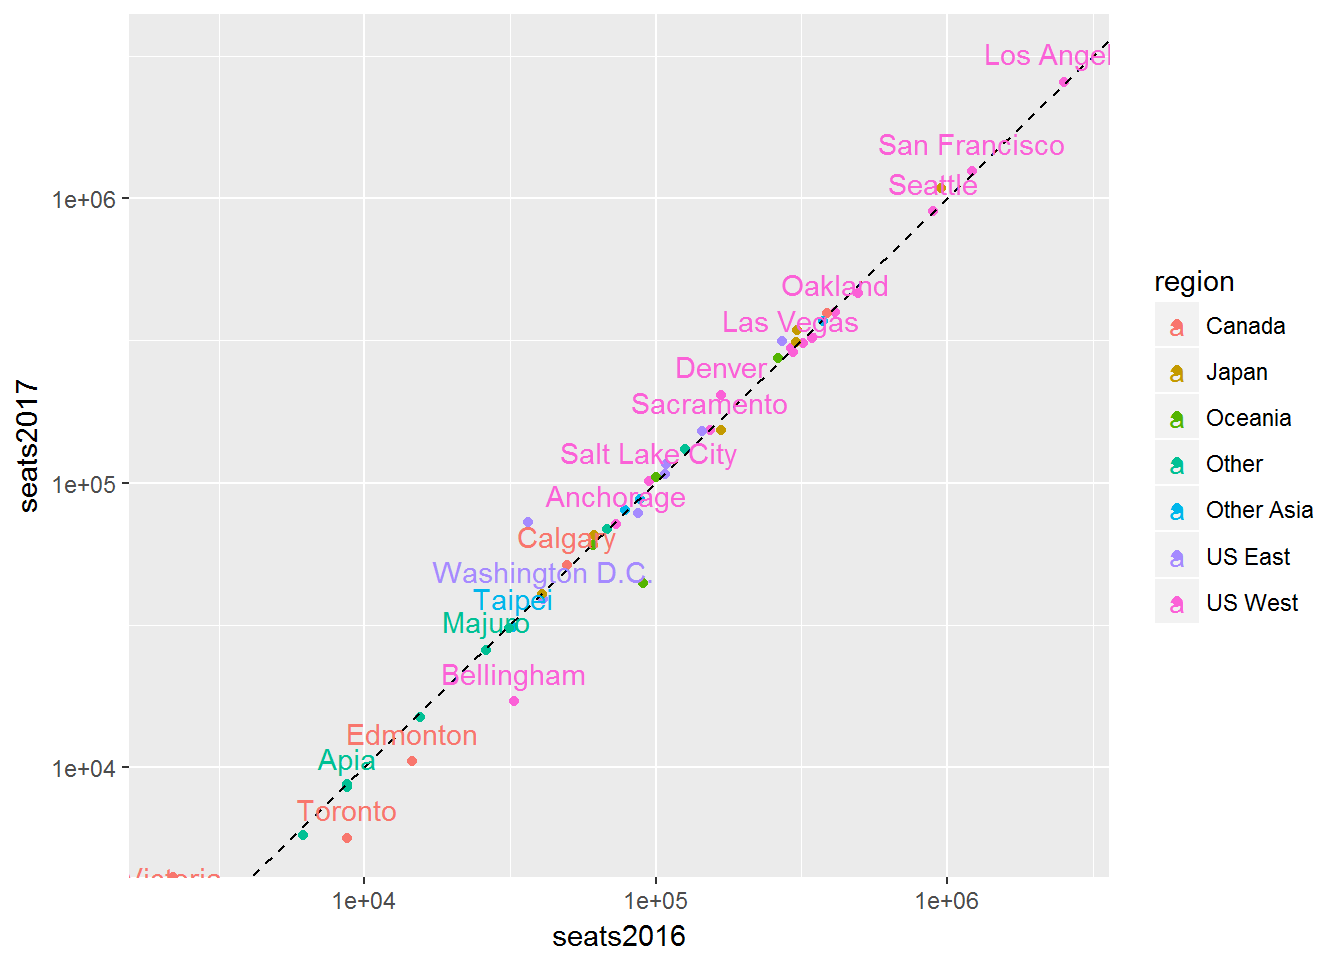 Los Angel
San Francisco
Seattle
1e+06
Oakland
Las Vegas
Denver
Sacramento
Salt Lake City
1e+05
Anchorage
Calgary
Washington D.C.
Taipei
Majuro
Bellingham
Edmonton
Apia
1e+04
Toronto
Victoria
1e+04
1e+05
1e+06
seats2016
seats2017
region
a Canada
a Japan
a Oceania
a Other
a Other Asia
a US East
a US West